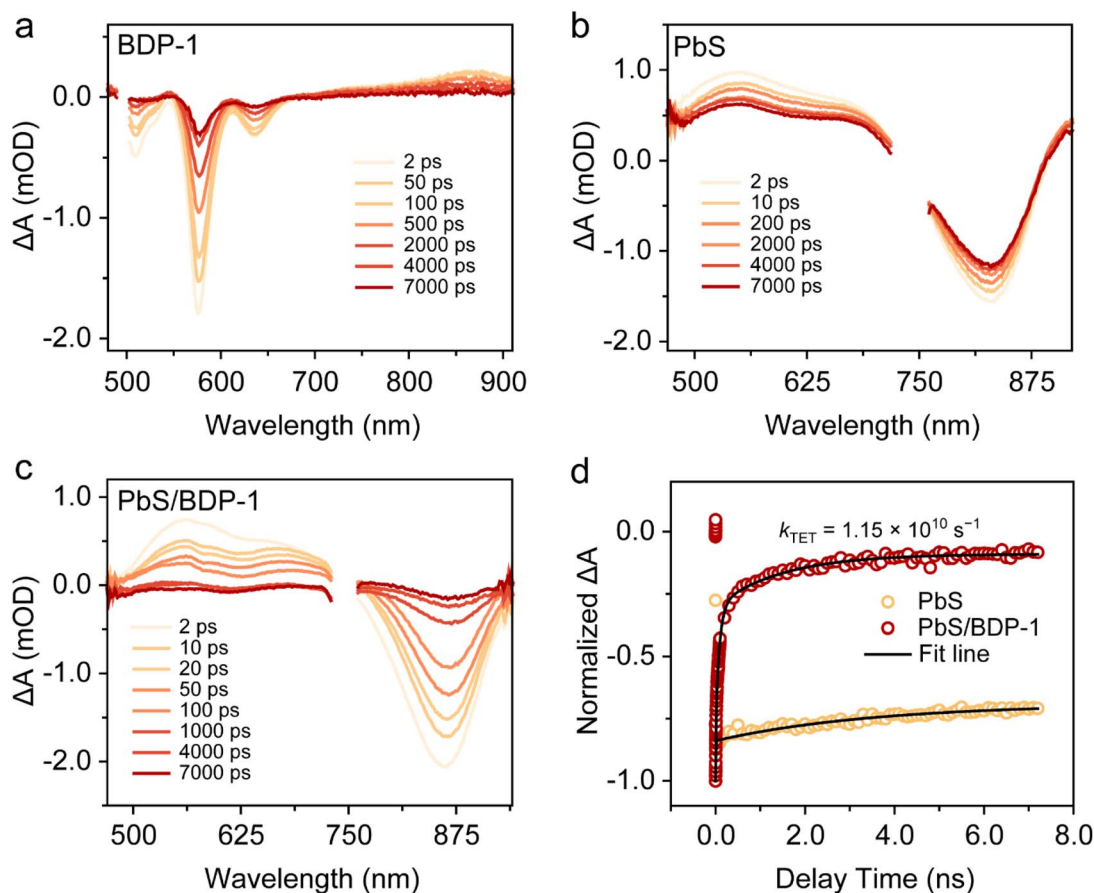 a
BDP-1
0.0
-1.0
-2.0
ΔA (mOD)
2 ps
50 ps
100 ps
500 ps
2000 ps
4000 ps
7000 ps
500 600 700 800 900
Wavelength (nm)
b
PbS
1.0
0.0
-1.0
-2.0
ΔA (mOD)
2 ps
10 ps
200 ps
2000 ps
4000 ps
7000 ps
500 625 750 875
Wavelength (nm)
c
PbS/BDP-1
1.0
0.0
-1.0
-2.0
ΔA (mOD)
2 ps
10 ps
20 ps
50 ps
100 ps
1000 ps
4000 ps
7000 ps
500 625 750 875
Wavelength (nm)
d
0.0
-0.5
-1.0
Normalized ΔA
k_TET = 1.15 × 10¹⁰ s⁻¹
PbS
PbS/BDP-1
Fit line
0.0 2.0 4.0 6.0 8.0
Delay Time (ns)